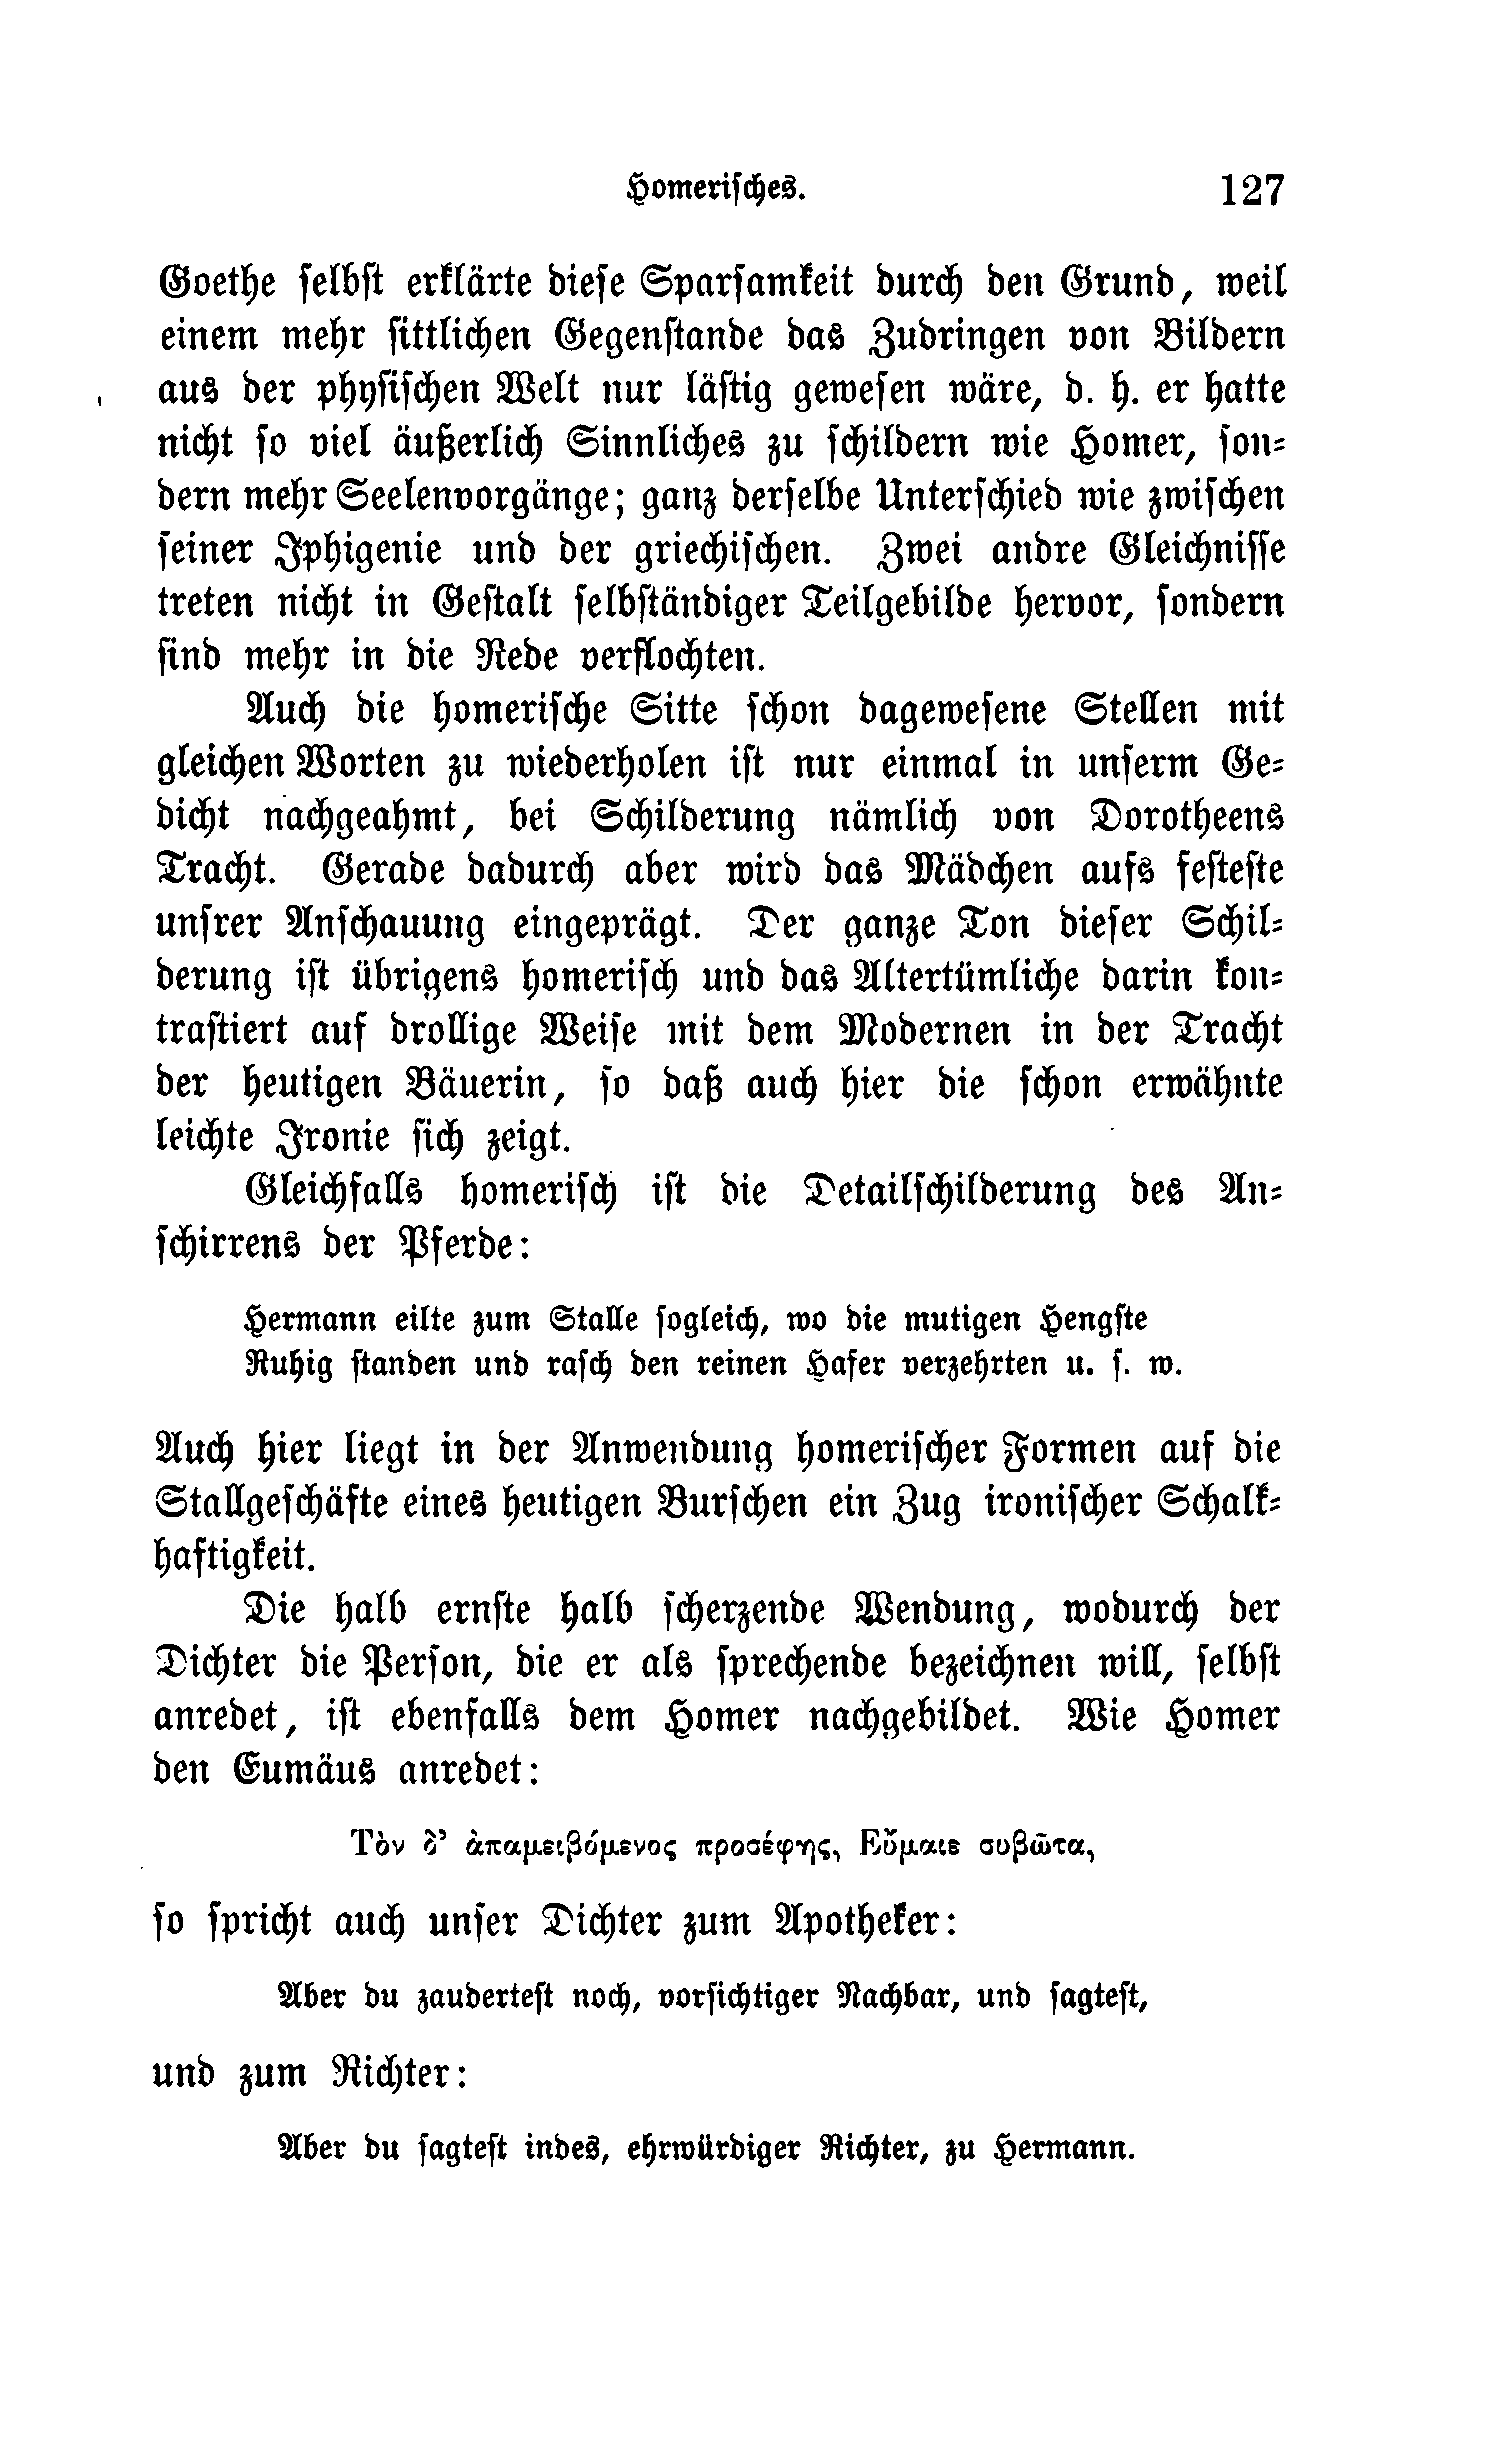 Homeriſches. 127
Goethe ſelbſt erklärte dieſe Sparſamkeit durch den Grund, weil
einem mehr ſittlichen Gegenſtande das Zudringen von Bildern
aus der phyſiſchen Welt nur läſtig geweſen wäre, d. h. er hatte
nicht ſo viel äußerlich Sinnliches zu ſchildern wie Homer, ſon⸗
dern mehr Seelenvorgänge; ganz derſelbe Unterſchied wie zwiſchen
ſeiner Iphigenie und der griechiſchen. Zwei andre Gleichniſſe
treten nicht in Geſtalt ſelbſtändiger Teilgebilde hervor, ſondern
ſind mehr in die Rede verflochten.
Auch die homeriſche Sitte ſchon dageweſene Stellen mit
gleichen Worten zu wiederholen iſt nur einmal in unſerm Ge⸗
dicht nachgeahmt, bei Schilderung nämlich von Dorotheens
Tracht. Gerade dadurch aber wird das Mädchen aufs feſteſte
unſrer Anſchauung eingeprägt. Der ganze Ton dieſer Schil⸗
derung iſt übrigens homeriſch und das Altertümliche darin kon⸗
traſtiert auf drollige Weiſe mit dem Modernen in der Tracht
der heutigen Bäuerin, ſo daß auch hier die ſchon erwähnte
leichte Ironie ſich zeigt.
Gleichfalls homeriſch iſt die Detailſchilderung des An⸗
ſchirrens der Pferde:
Hermann eilte zum Stalle ſogleich, wo die mutigen Hengſte
Ruhig ſtanden und raſch den reinen Hafer verzehrten u. ſ. w.
Auch hier liegt in der Anwendung homeriſcher Formen auf die
Stallgeſchäfte eines heutigen Burſchen ein Zug ironiſcher Schalk⸗
haftigkeit.
Die halb ernſte halb ſcherzende Wendung, wodurch der
Dichter die Perſon, die er als ſprechende bezeichnen will, ſelbſt
anredet, iſt ebenfalls dem Homer nachgebildet. Wie Homer
den Eumäus anredet:
Τὸν δ’ ἀπαμειβόμενος προσέφης, Εὔμαιε συβῶτα,
ſo ſpricht auch unſer Dichter zum Apotheker:
Aber du zauderteſt noch, vorſichtiger Nachbar, und ſagteſt,
und zum Richter:
Aber du ſagteſt indes, ehrwürdiger Richter, zu Hermann.